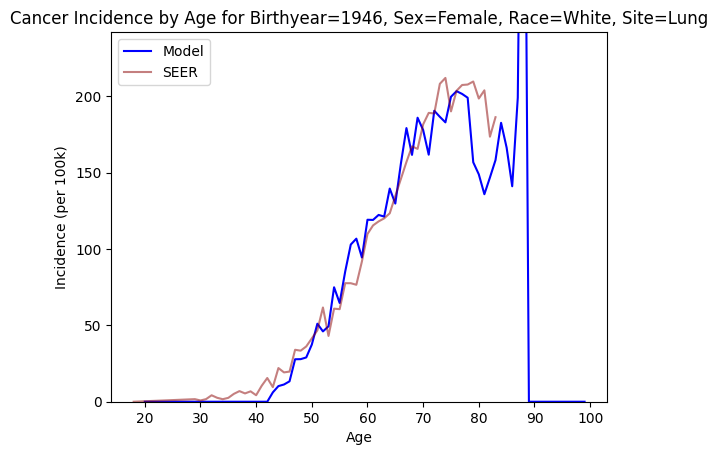 Cancer Incidence by Age for Birthyear=1946, Sex=Female, Race=White, Site=Lung
Model
SEER
200
150
100
50
0
Incidence (per 100k)
20 30 40 50 60 70 80 90 100
Age